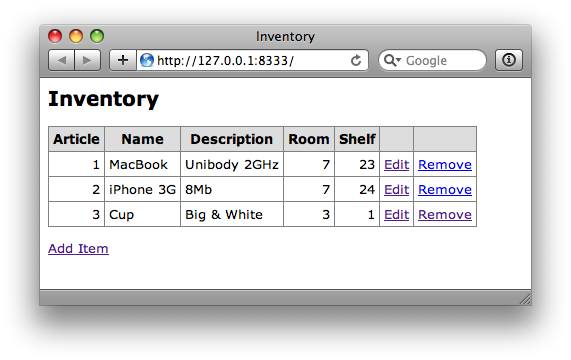 Inventory
http://127.0.0.1:8333/ Google
Inventory
Article Name Description Room Shelf
1 MacBook Unibody 2GHz 7 23 Edit Remove
2 iPhone 3G 8Mb 7 24 Edit Remove
3 Cup Big & White 3 1 Edit Remove
Add Item